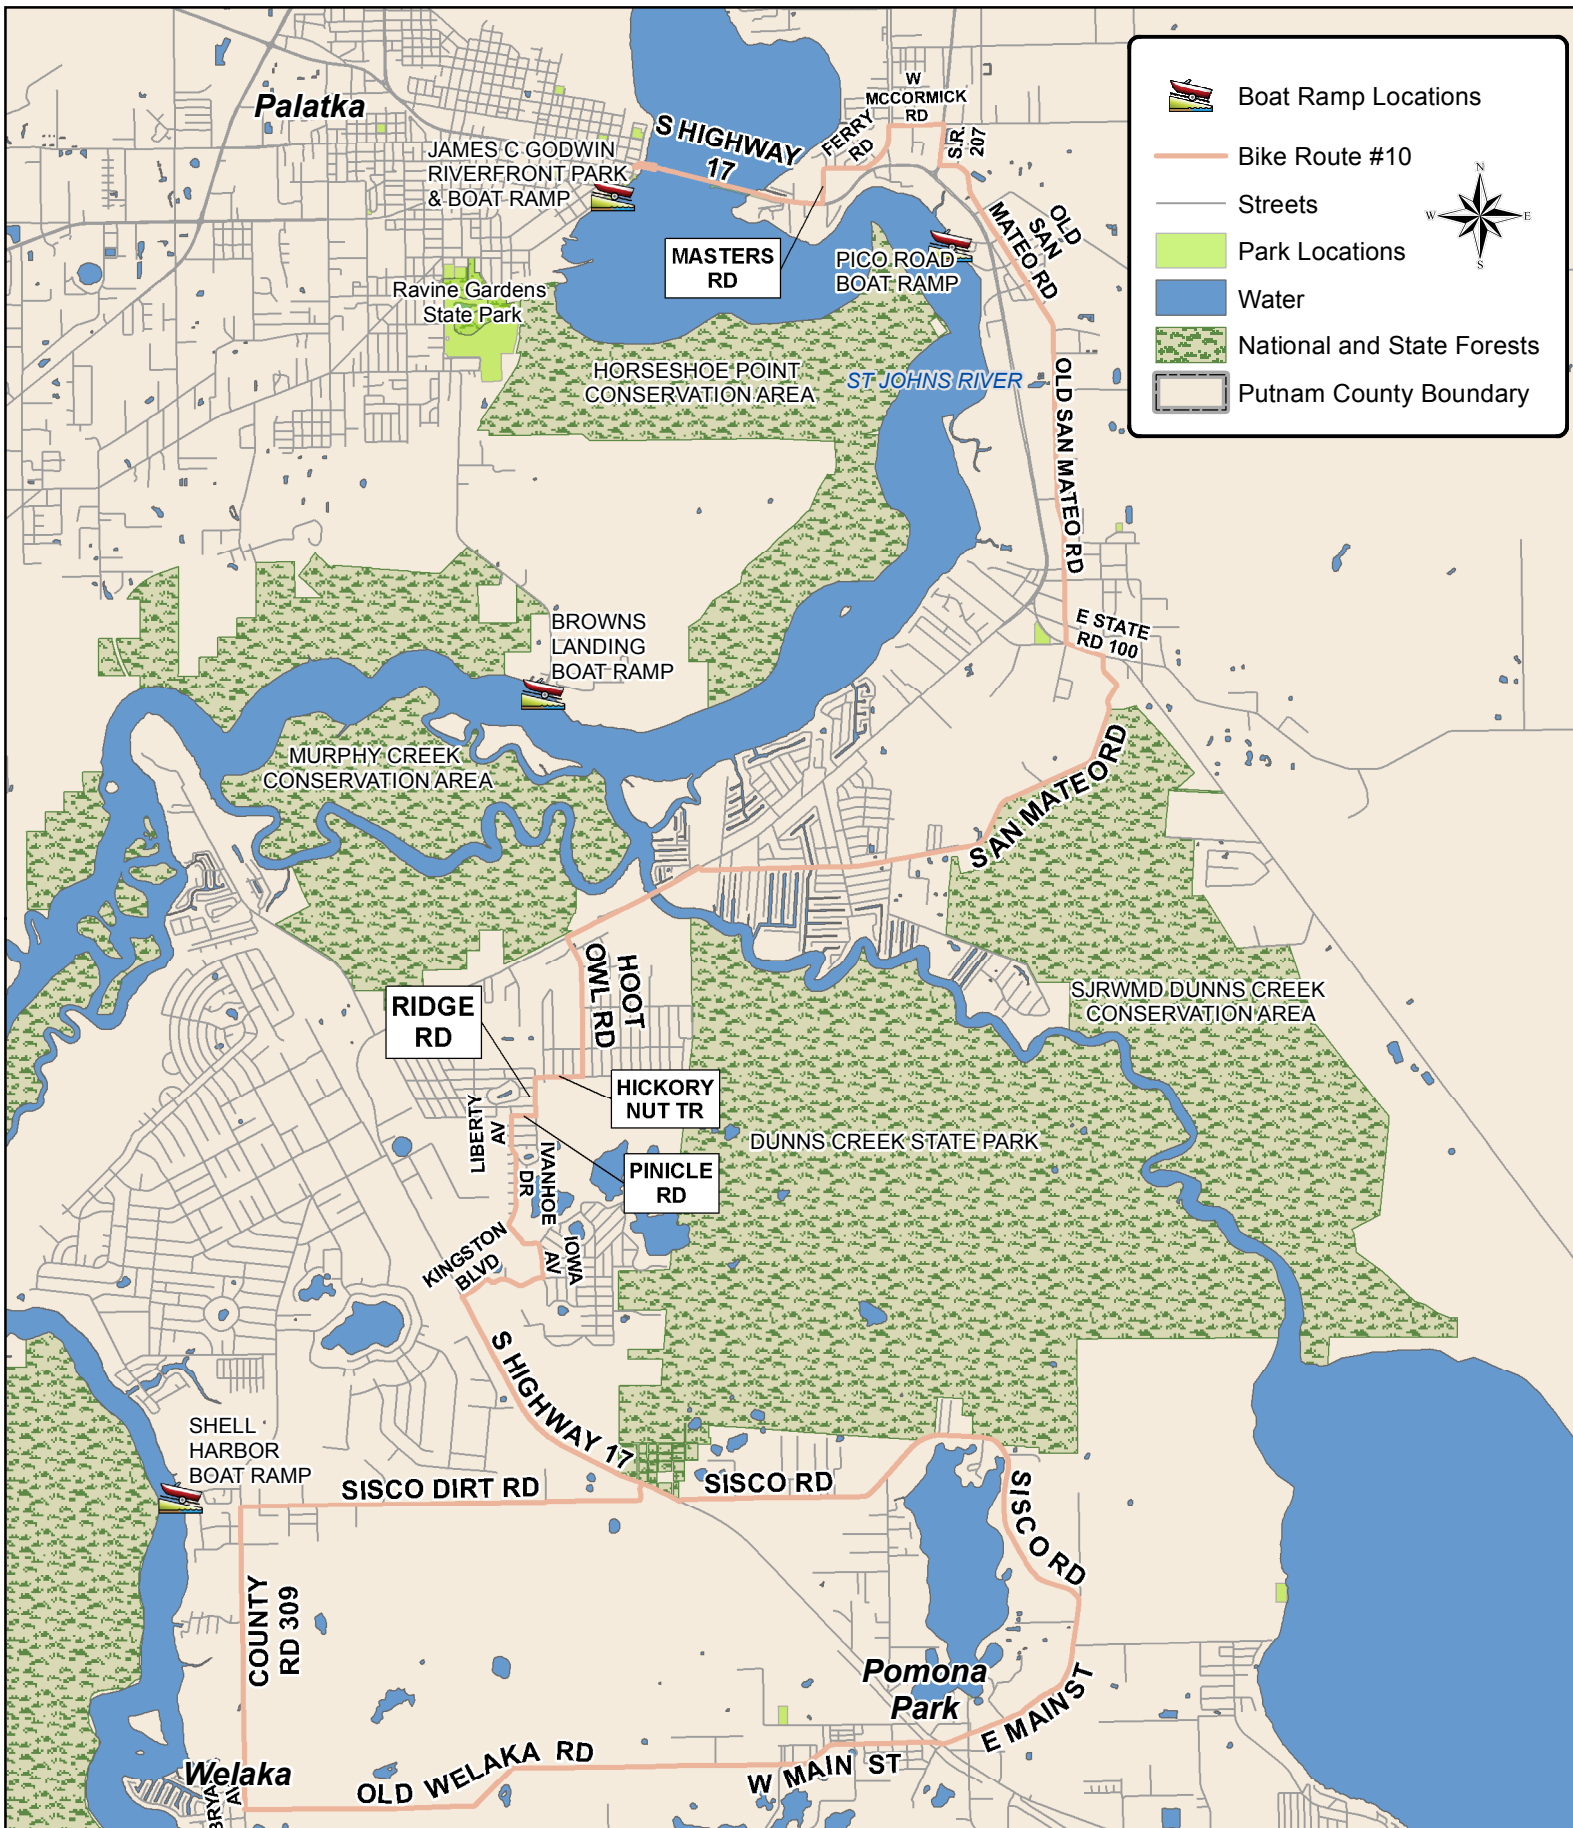 Palatka
JAMES C GODWIN
RIVERFRONT PARK
& BOAT RAMP
S HIGHWAY
17
W
MCCORMICK
RD
FERRY
RD
S.R.
207
MASTERS
RD
PICO ROAD
BOAT RAMP
OLD
SAN
MATEO RD
Boat Ramp Locations
Bike Route #10
Streets
Park Locations
Water
National and State Forests
Putnam County Boundary
N
W
E
S
Ravine Gardens
State Park
HORSESHOE POINT
CONSERVATION AREA
ST JOHNS RIVER
OLD SAN MATEO RD
BROWNS
LANDING
BOAT RAMP
E STATE
RD 100
MURPHY CREEK
CONSERVATION AREA
SAN MATEO RD
HOOT
OWL RD
RIDGE
RD
SJRWMD DUNNS CREEK
CONSERVATION AREA
HICKORY
NUT TR
LIBERTY
AV
DUNNS CREEK STATE PARK
IVANHOE
DR
PINICLE
RD
KINGSTON
BLVD
IOWA
AV
S HIGHWAY 17
SHELL
HARBOR
BOAT RAMP
SISCO DIRT RD
SISCO RD
SISCO RD
COUNTY
RD 309
Pomona
Park
E MAIN ST
Welaka
OLD WELAKA RD
W MAIN ST
AV